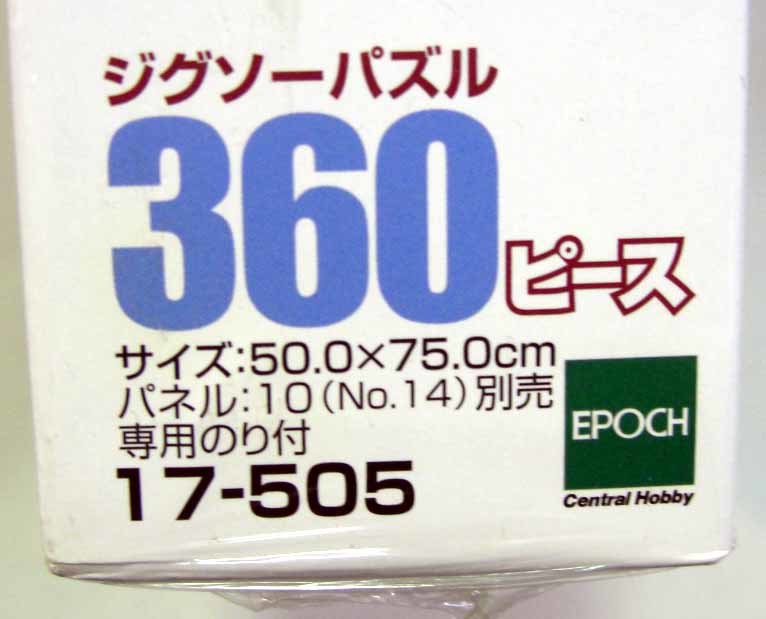 ジグソーパズル
360ピース
サイズ:50.0×75.0cm
パネル:10(No.14)別売
専用のり付
17-505
EPOCH
Central Hobby